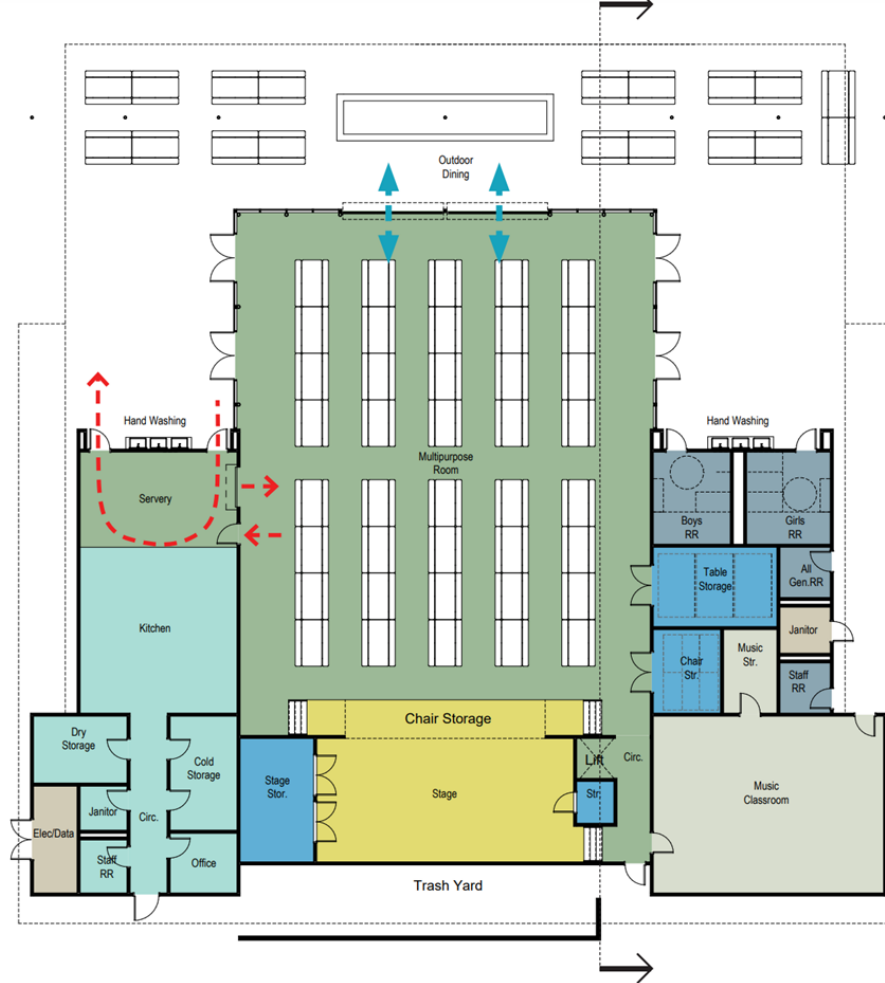 Outdoor
Dining
Hand Washing
Hand Washing
Multipurpose
Room
Servery
Boys
RR
Girls
RR
Table
Storage
All
Gen.RR
Kitchen
Janitor
Music
Str.
Chair
Str.
Staff
RR
Chair Storage
Dry
Storage
Cold
Storage
Lift
Circ.
Stage
Stor.
Stage
Str.
Music
Classroom
Janitor
Circ.
Elec/Data
Staff
RR
Office
Trash Yard